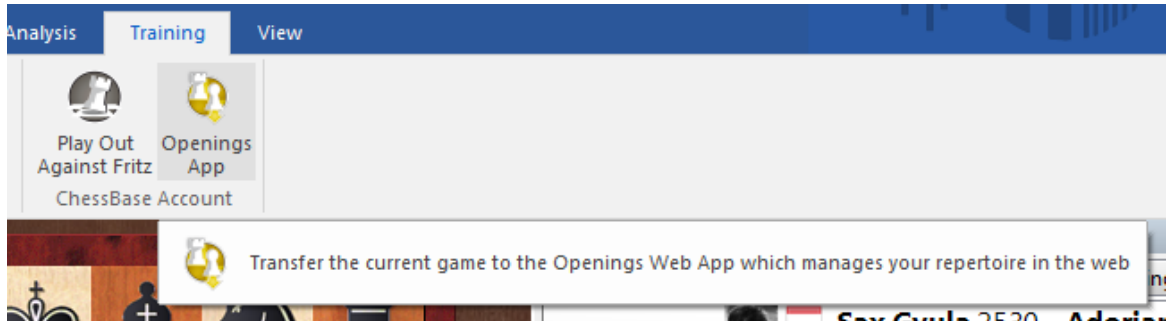 Analysis Training View
Play Out
Against Fritz
Openings
App
ChessBase Account
Transfer the current game to the Openings Web App which manages your repertoire in the web
Sax Gyula 2530